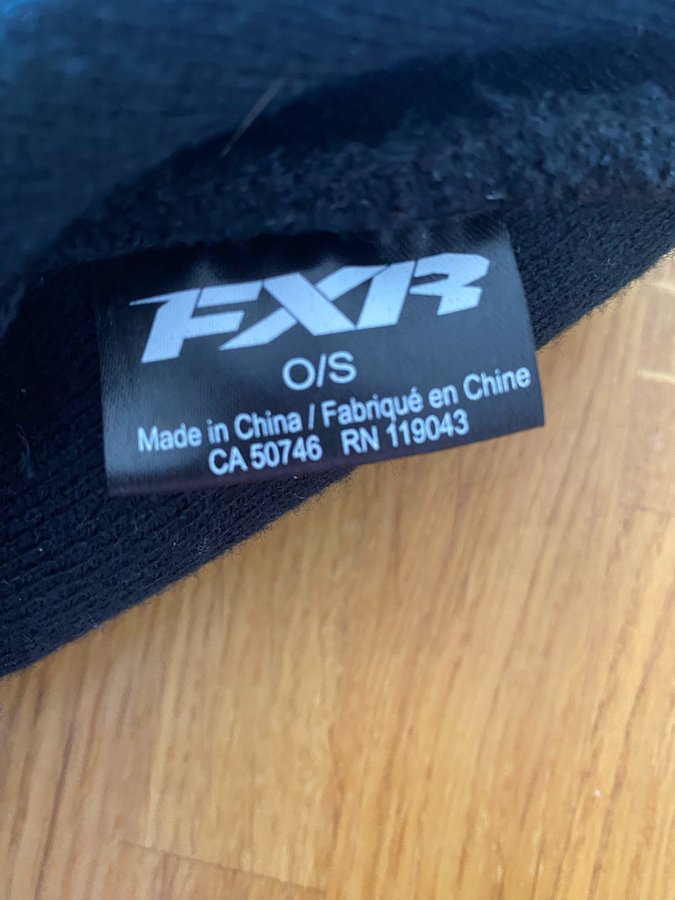 FXR
O/S
Made in China / Fabriqué en Chine
CA 50746 RN 119043